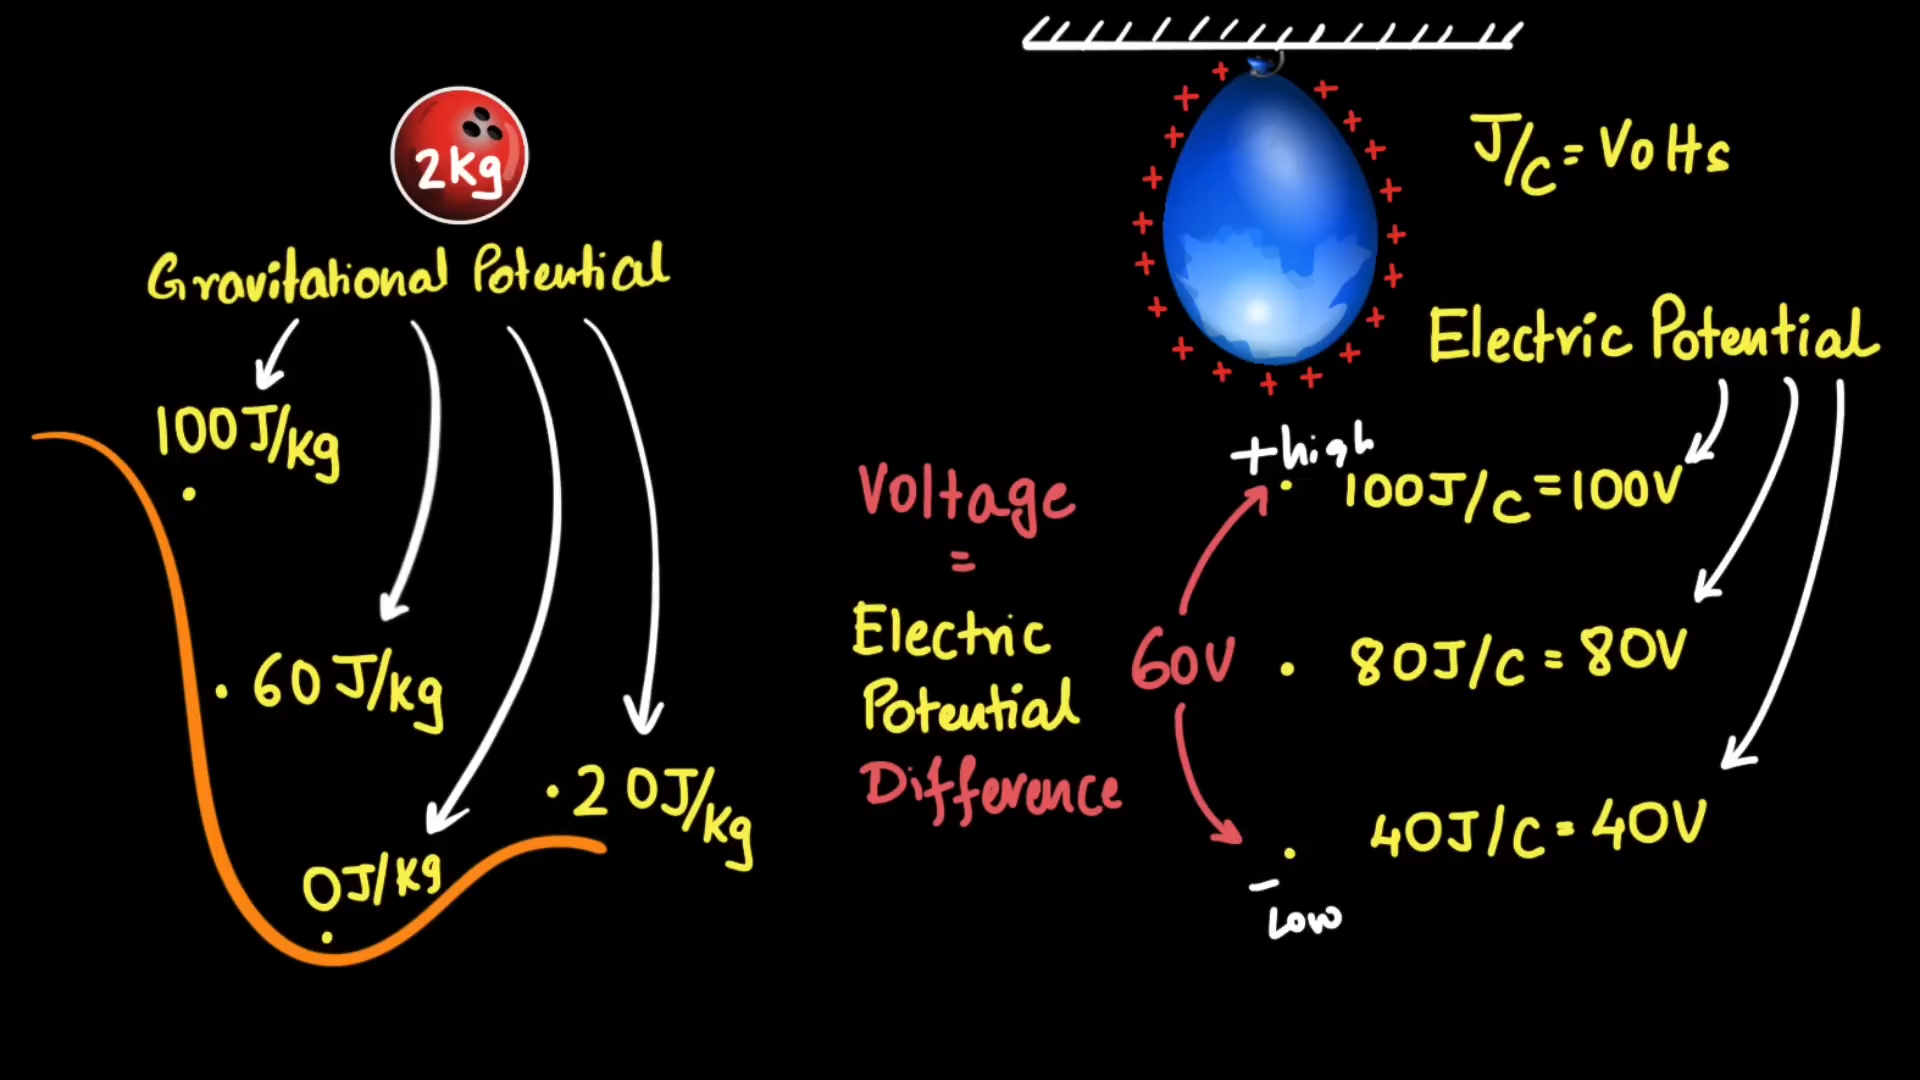 2kg
Gravitational Potential
100J/kg
60J/kg
0J/kg
20J/kg
J/C = Volts
Electric Potential
+ high
100J/C = 100V
80J/C = 80V
40J/C = 40V
- Low
60V
Voltage
=
Electric
Potential
Difference